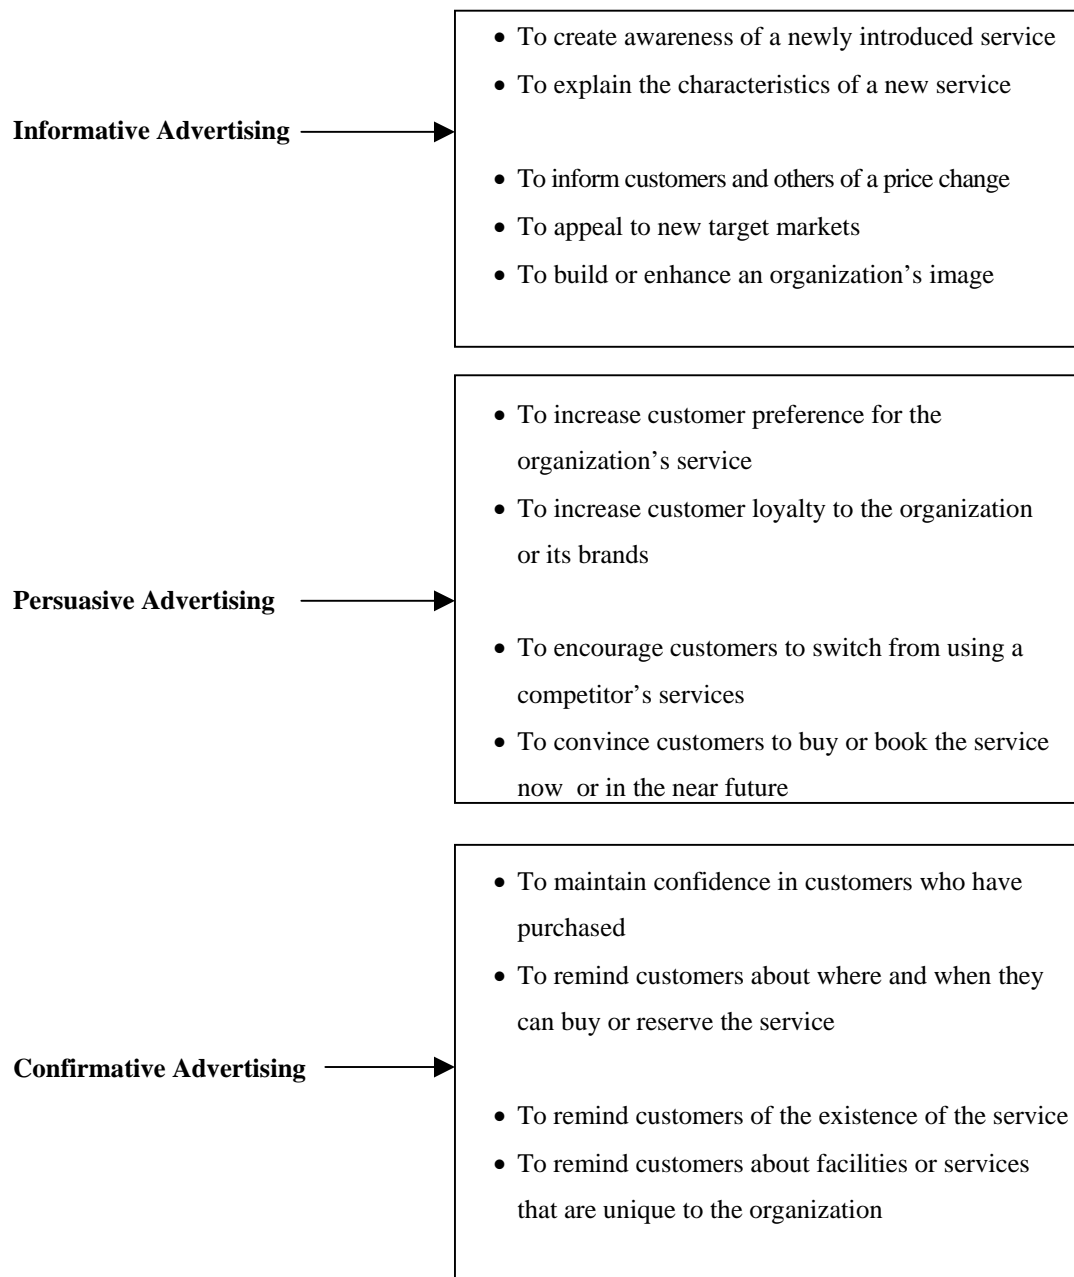 • To create awareness of a newly introduced service
• To explain the characteristics of a new service
Informative Advertising
• To inform customers and others of a price change
• To appeal to new target markets
• To build or enhance an organization’s image
• To increase customer preference for the
organization’s service
• To increase customer loyalty to the organization
or its brands
Persuasive Advertising
• To encourage customers to switch from using a
competitor’s services
• To convince customers to buy or book the service
now  or in the near future
• To maintain confidence in customers who have
purchased
• To remind customers about where and when they
can buy or reserve the service
Confirmative Advertising
• To remind customers of the existence of the service
• To remind customers about facilities or services
that are unique to the organization